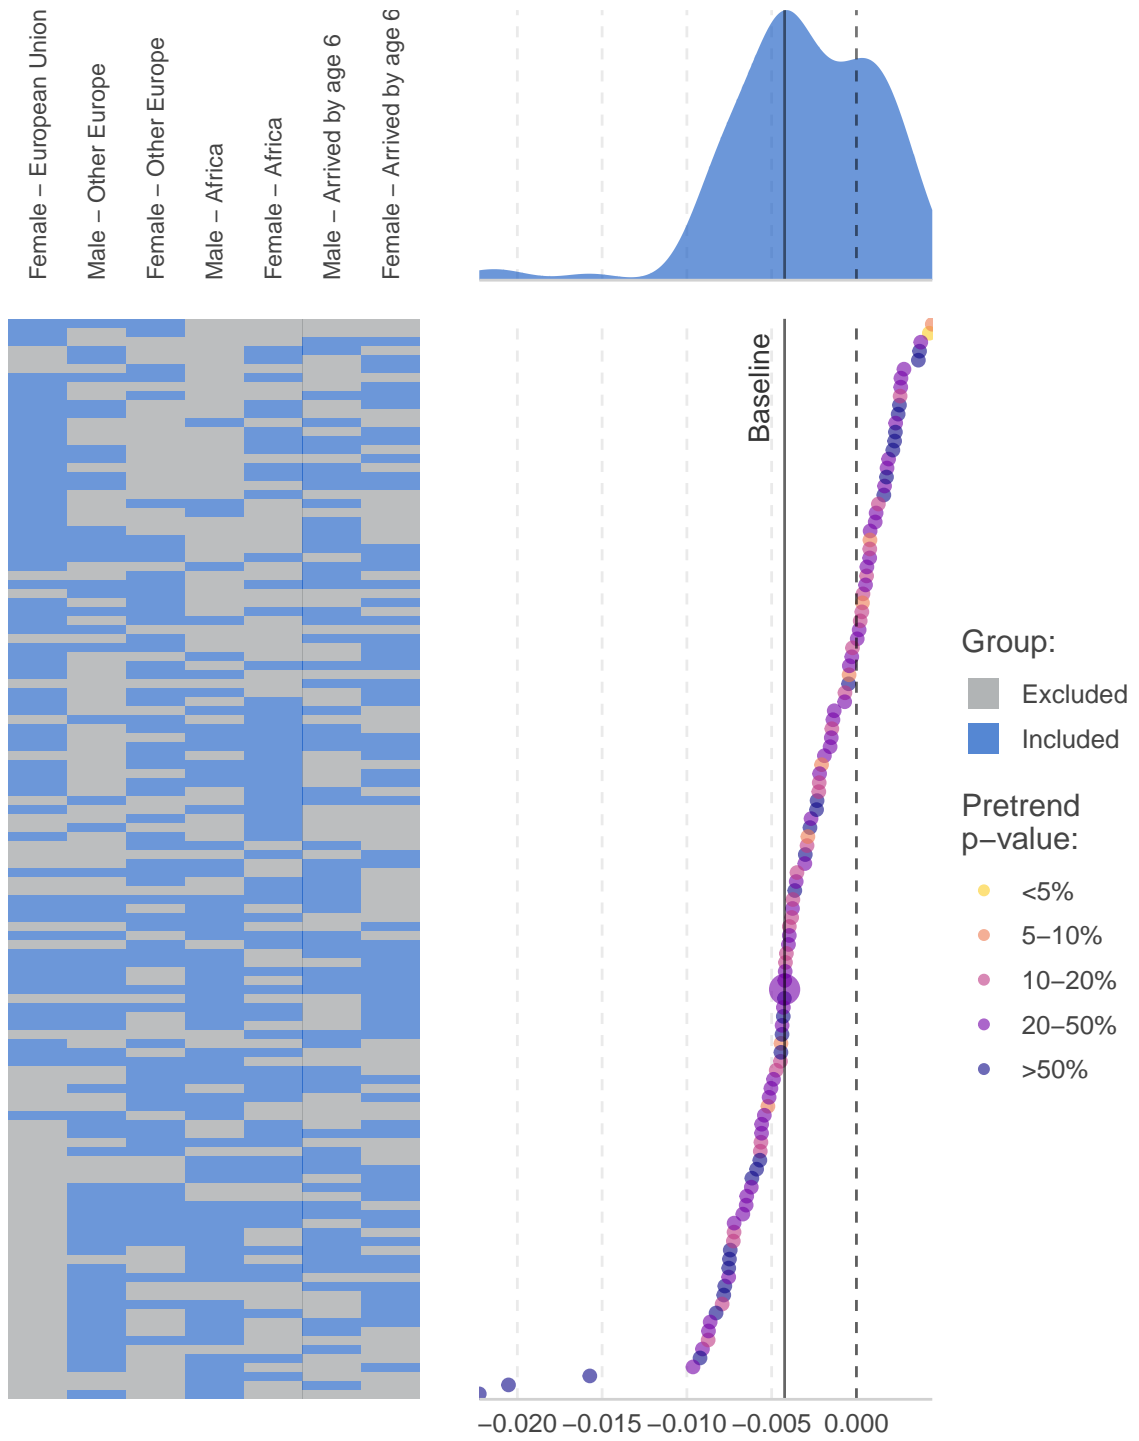 Female – European Union
Male – Other Europe
Female – Other Europe
Male – Africa
Female – Africa
Male – Arrived by age 6
Female – Arrived by age 6
Baseline
Group:
Excluded
Included
Pretrend
p−value:
<5%
5−10%
10−20%
20−50%
>50%
−0.020 −0.015 −0.010 −0.005 0.000